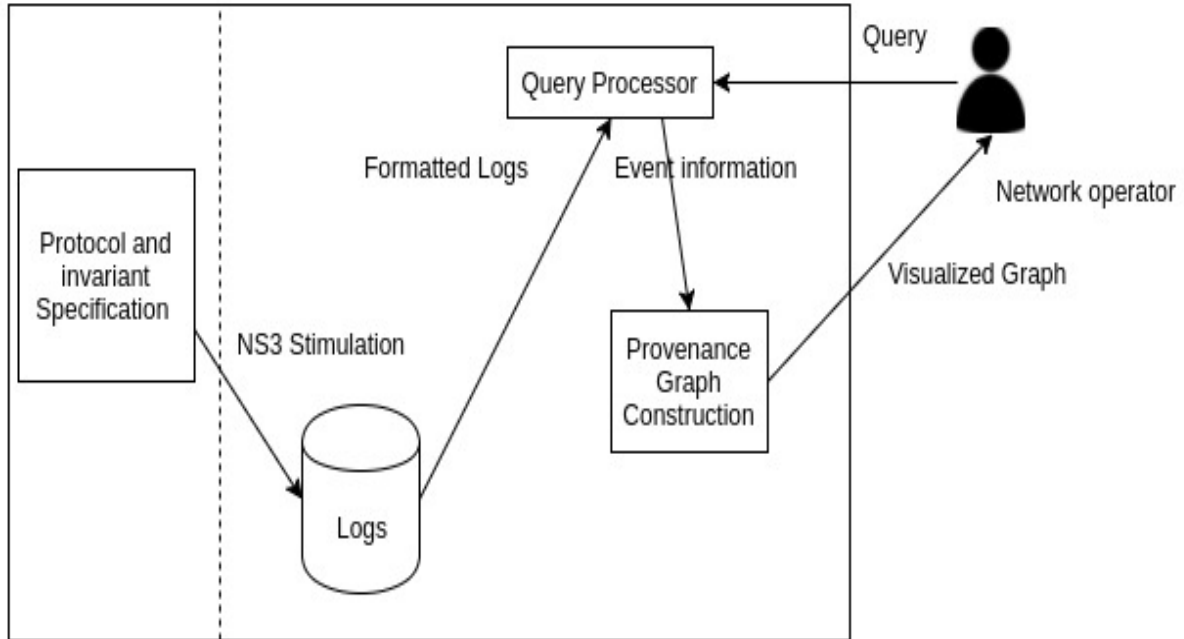 Query
Query Processor
Formatted Logs
Event information
Network operator
Protocol and
invariant
Specification
Visualized Graph
NS3 Stimulation
Provenance
Graph
Construction
Logs